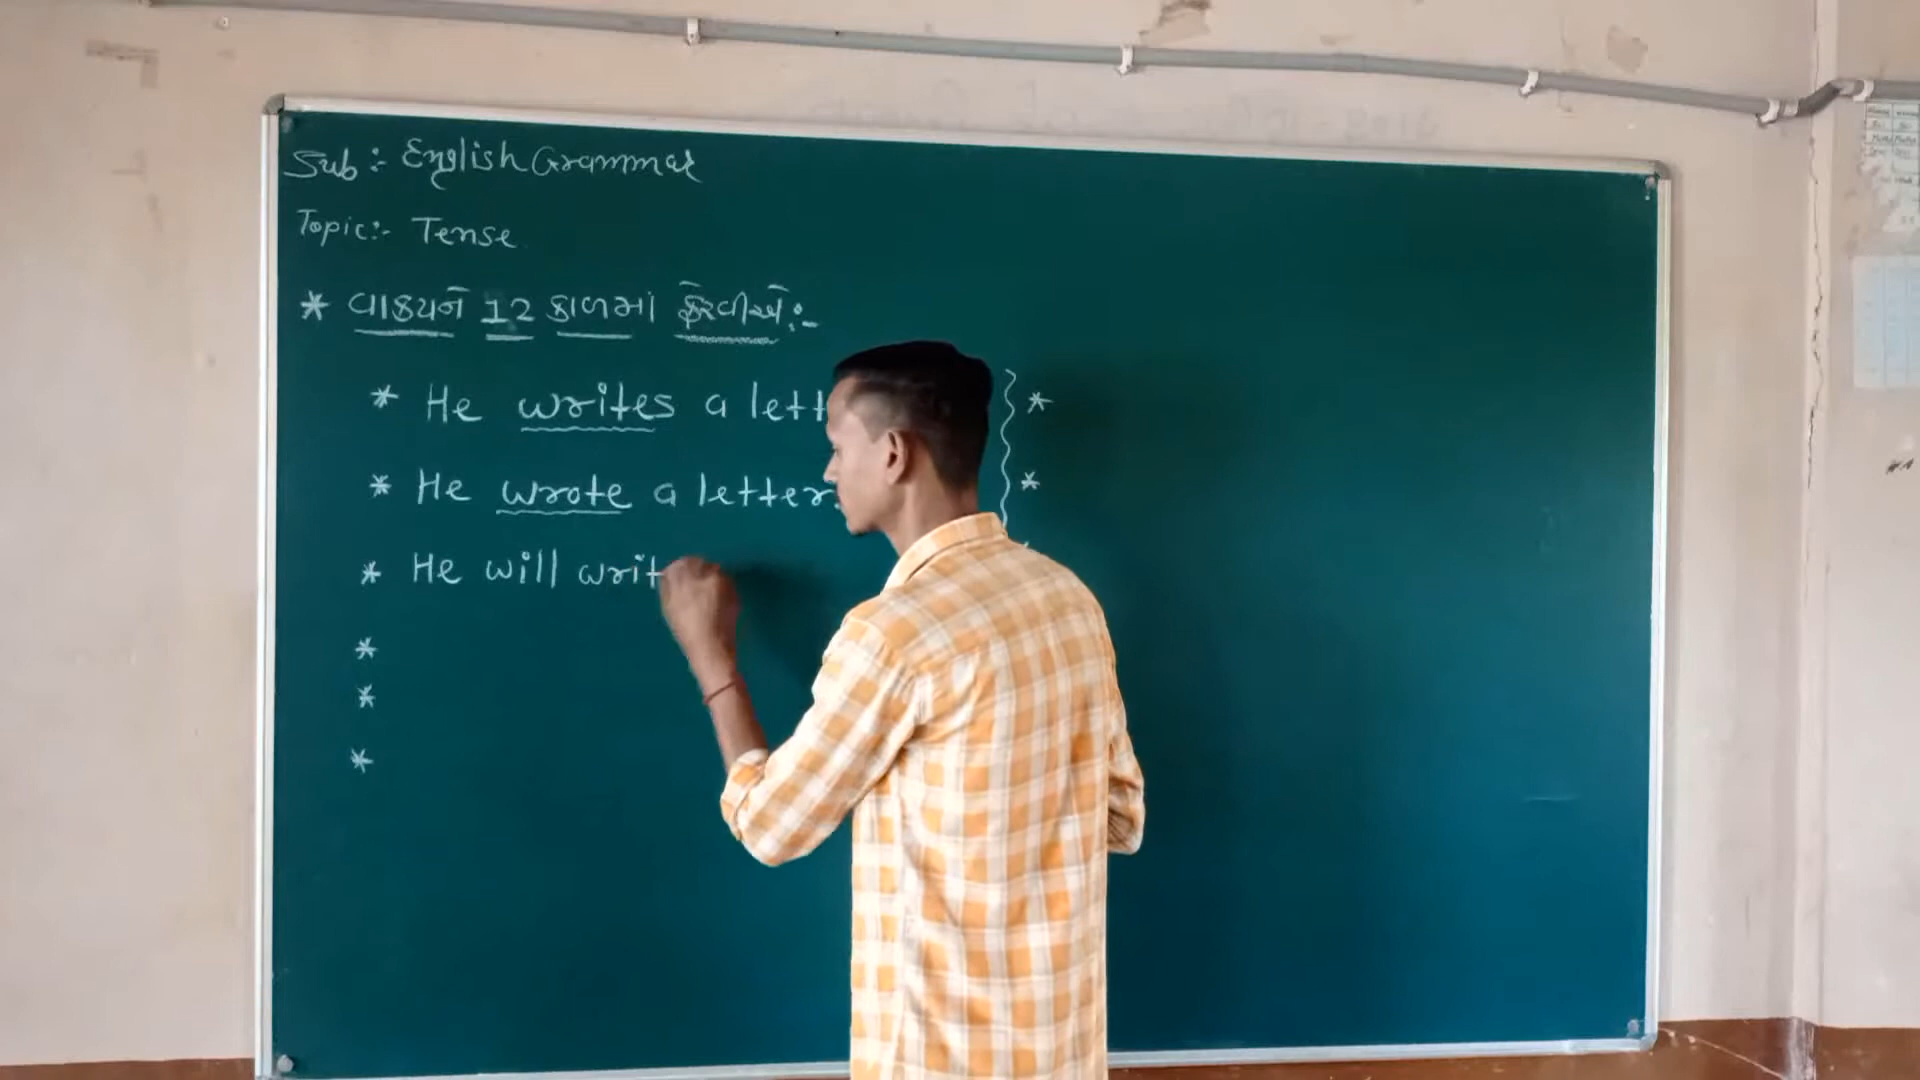 Sub :- English Grammar
Topic:- Tense
* વાક્યને 12 કાળમાં ફેરવીએ:-
* He writes a lett
* He wrote a letter.
* He will writ
*
*
*
*
*